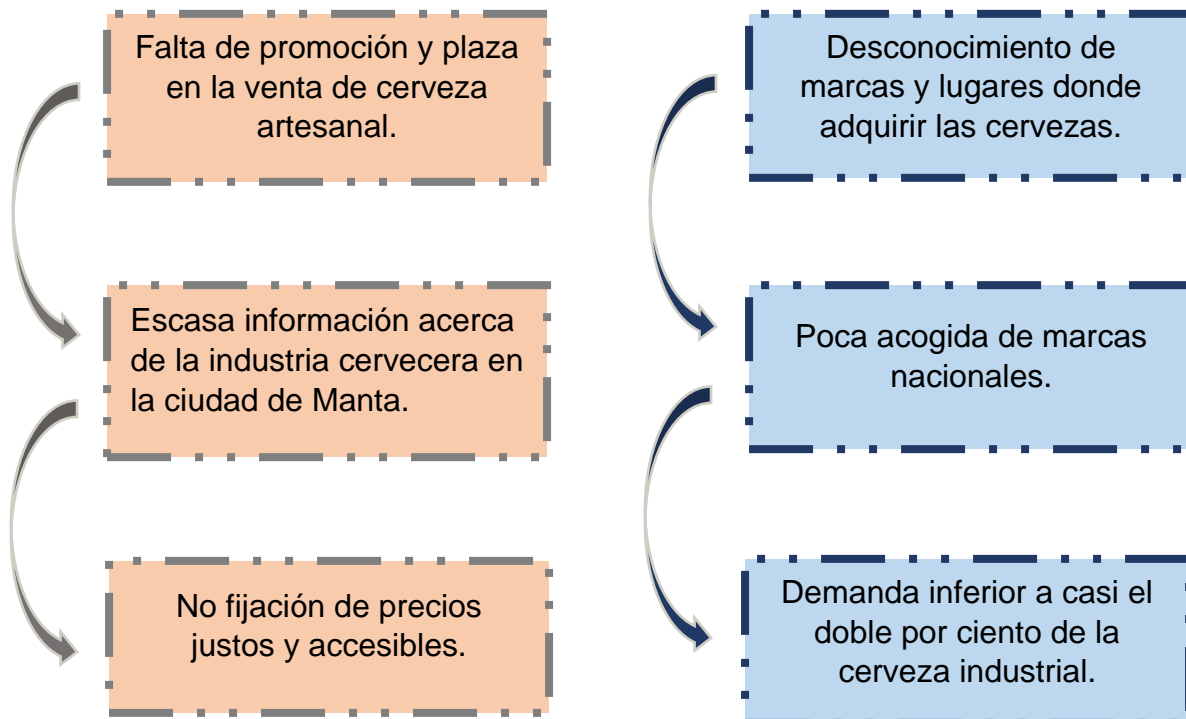 Falta de promoción y plaza
en la venta de cerveza
artesanal.
Escasa información acerca
de la industria cervecera en
la ciudad de Manta.
No fijación de precios
justos y accesibles.
Desconocimiento de
marcas y lugares donde
adquirir las cervezas.
Poca acogida de marcas
nacionales.
Demanda inferior a casi el
doble por ciento de la
cerveza industrial.